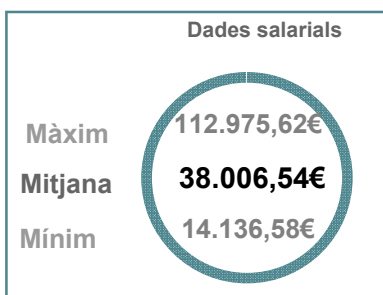 Dades salarials
Màxim 112.975,62€
Mitjana 38.006,54€
Mínim 14.136,58€